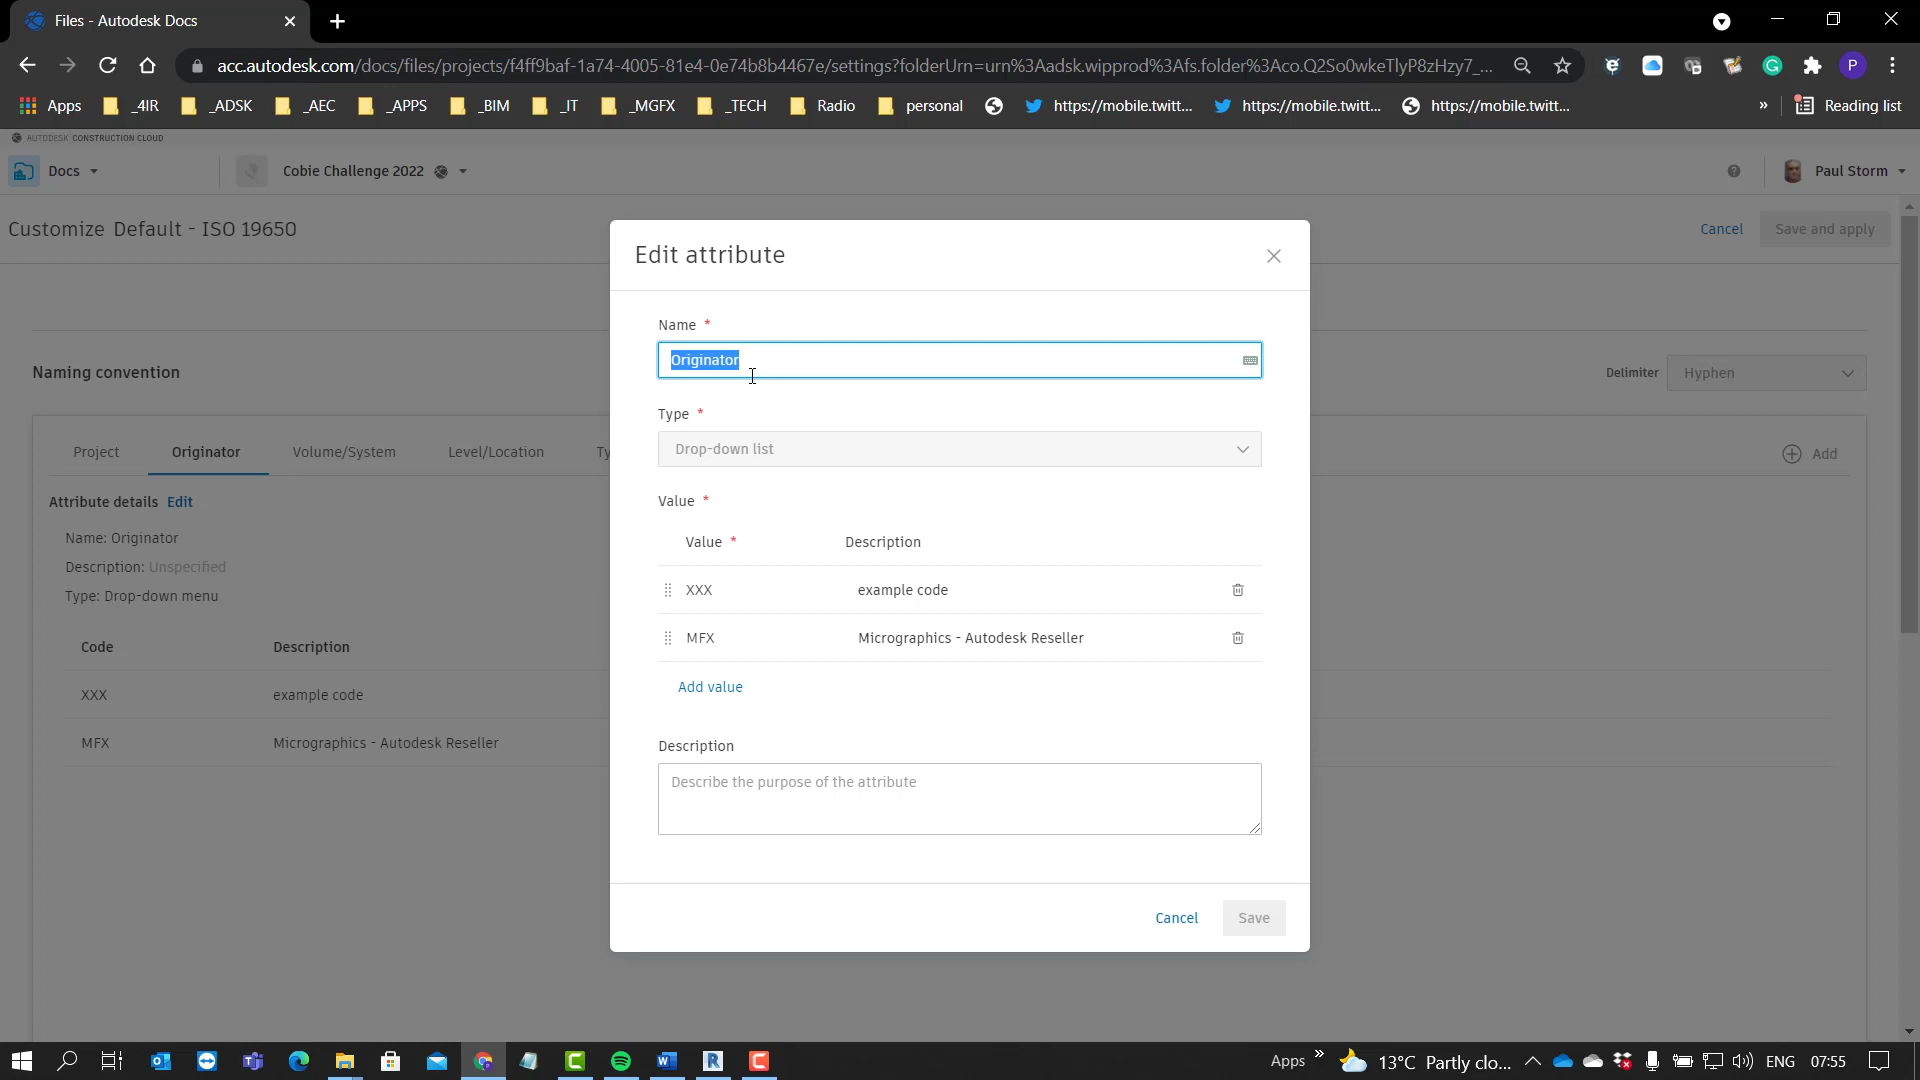 Files - Autodesk Docs
acc.autodesk.com/docs/files/projects/f4ff9baf-1a74-4005-81e4-0e74b8b4467e/settings?folderUrn=urn%3Aadsk.wipprod%3Afs.folder%3Aco.Q2So0wkeTlyP8zHzy7_...
P
Apps _4IR _ADSK _AEC _APPS _BIM _IT _MGFX _TECH Radio personal https://mobile.twitt... https://mobile.twitt... https://mobile.twitt... » Reading list
AUTODESK CONSTRUCTION CLOUD
Docs Cobie Challenge 2022 Paul Storm
Customize Default - ISO 19650 Cancel Save and apply
Edit attribute
Name *
Originator
Naming convention Delimiter Hyphen
Type *
Drop-down list
Project Originator Volume/System Level/Location Ty Add
Attribute details Edit
Name: Originator
Description: Unspecified
Type: Drop-down menu
Code Description
XXX example code
MFX Micrographics - Autodesk Reseller
Value *
Value * Description
XXX example code
MFX Micrographics - Autodesk Reseller
Add value
Description
Describe the purpose of the attribute
Cancel Save
Apps » 13°C Partly clo... ENG 07:55